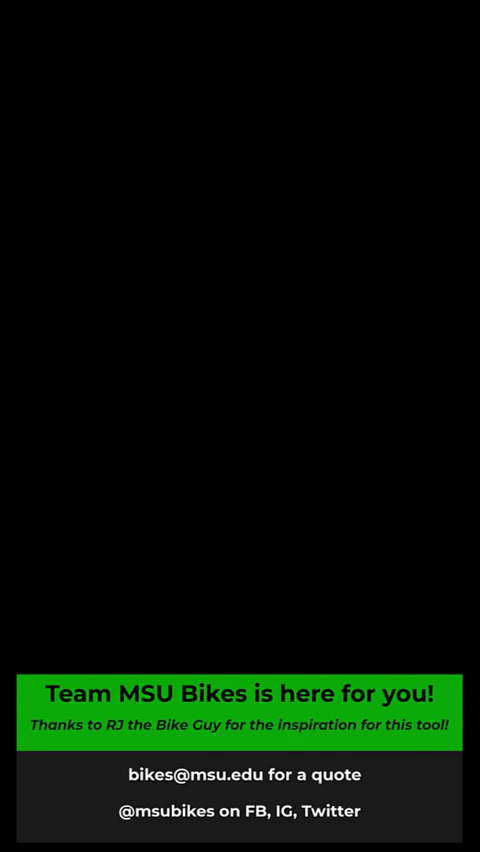 Team MSU Bikes is here for you!
Thanks to RJ the Bike Guy for the inspiration for this tool!
bikes@msu.edu for a quote
@msubikes on FB, IG, Twitter